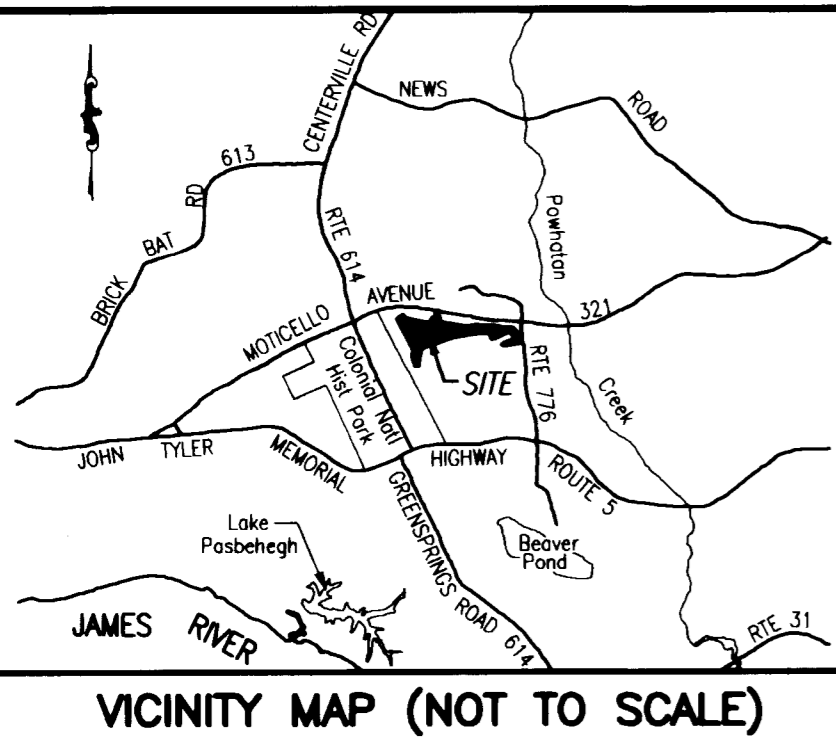 CENTERVILLE RD
NEWS ROAD
613
BRICK BAT RD
RTE 614
Powhatan Creek
AVENUE
321
MOTICELLO
Colonial Natl
Hist Park
SITE
RTE 776
JOHN TYLER MEMORIAL HIGHWAY ROUTE 5
GREENSPRINGS ROAD 614
Lake
Pasbehegh
Beaver
Pond
JAMES RIVER
RTE 31
VICINITY MAP (NOT TO SCALE)